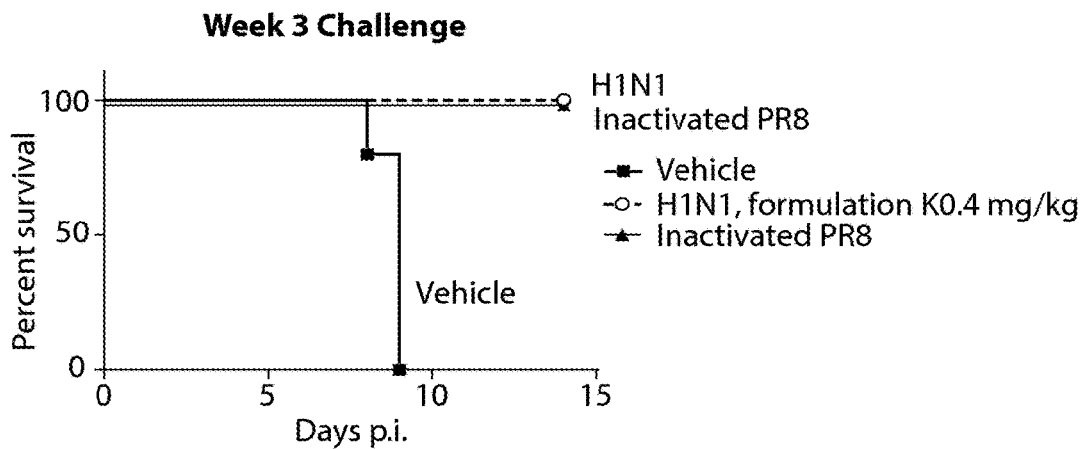 Week 3 Challenge
100
50
0
Percent survival
0 5 10 15
Days p.i.
H1N1
Inactivated PR8
Vehicle
Vehicle
H1N1, formulation K0.4 mg/kg
Inactivated PR8